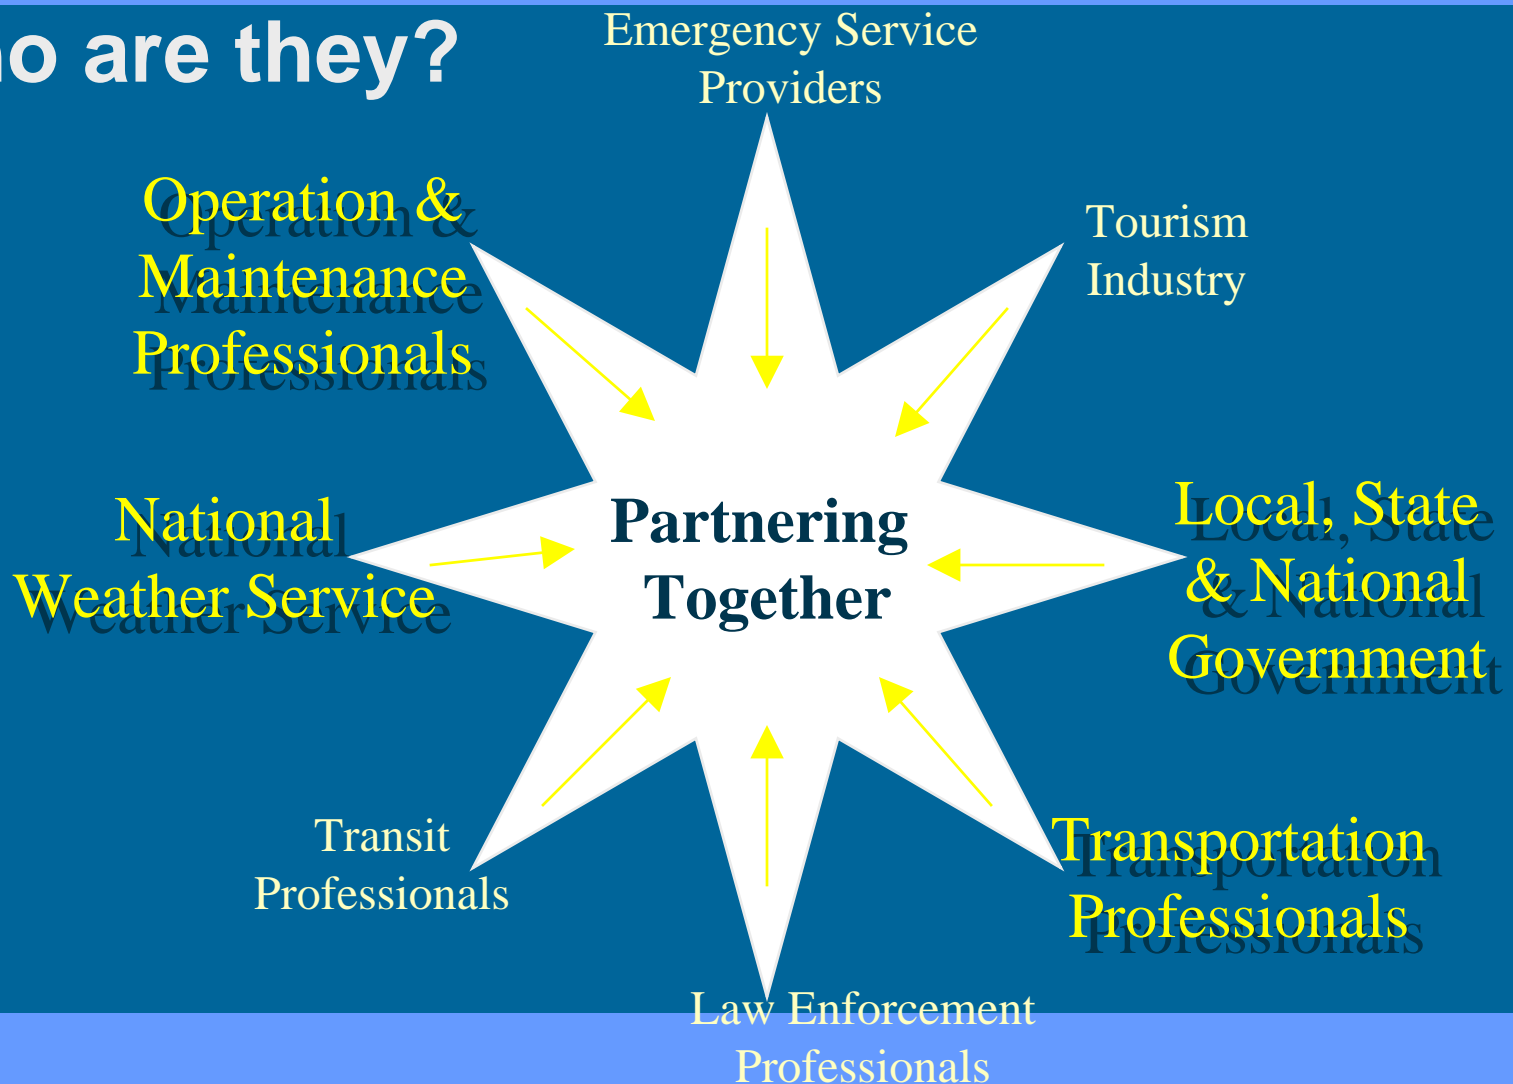 o are they?
Emergency Service
Providers
Operation &
Maintenance
Professionals
Tourism
Industry
National
Weather Service
Partnering
Together
Local, State
& National
Government
Transit
Professionals
Transportation
Professionals
Law Enforcement
Professionals